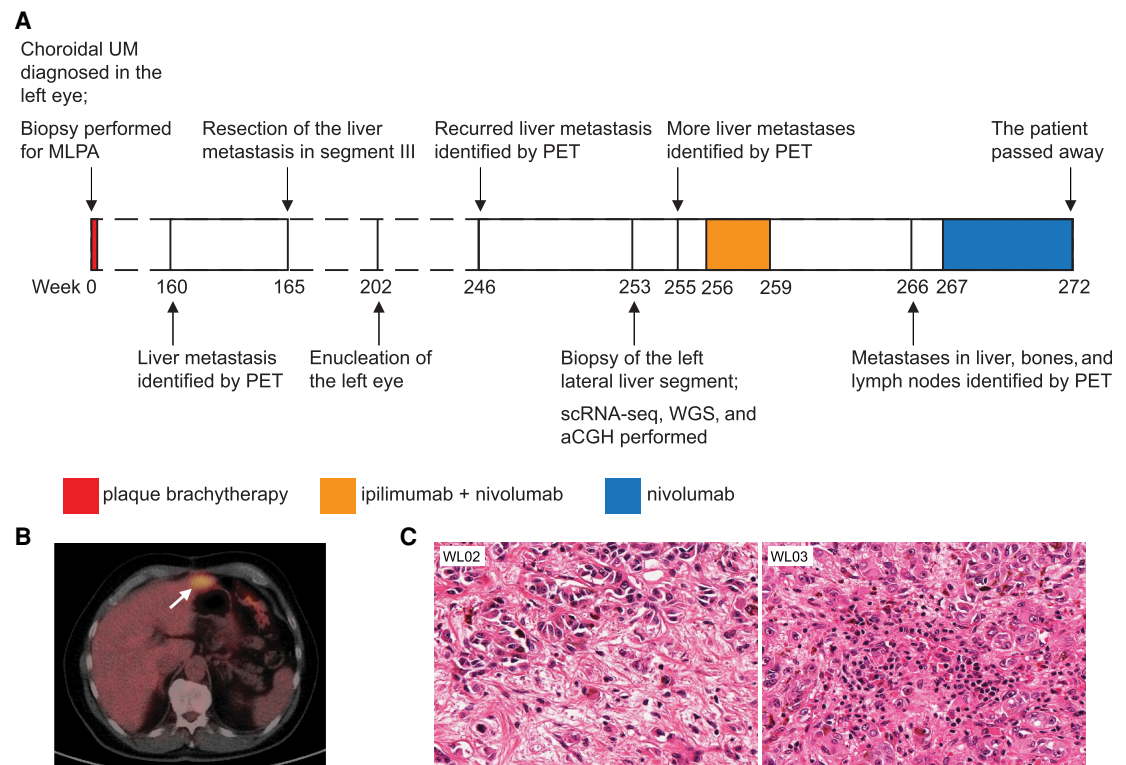 A
Choroidal UM
diagnosed in the
left eye;
Biopsy performed
for MLPA
Resection of the liver
metastasis in segment III
Recurred liver metastasis
identified by PET
More liver metastases
identified by PET
The patient
passed away
Week 0 160 165 202 246 253 255 256 259 266 267 272
Liver metastasis
identified by PET
Enucleation of
the left eye
Biopsy of the left
lateral liver segment;
scRNA-seq, WGS, and
aCGH performed
Metastases in liver, bones, and
lymph nodes identified by PET
plaque brachytherapy ipilimumab + nivolumab nivolumab
B
C
WL02
WL03